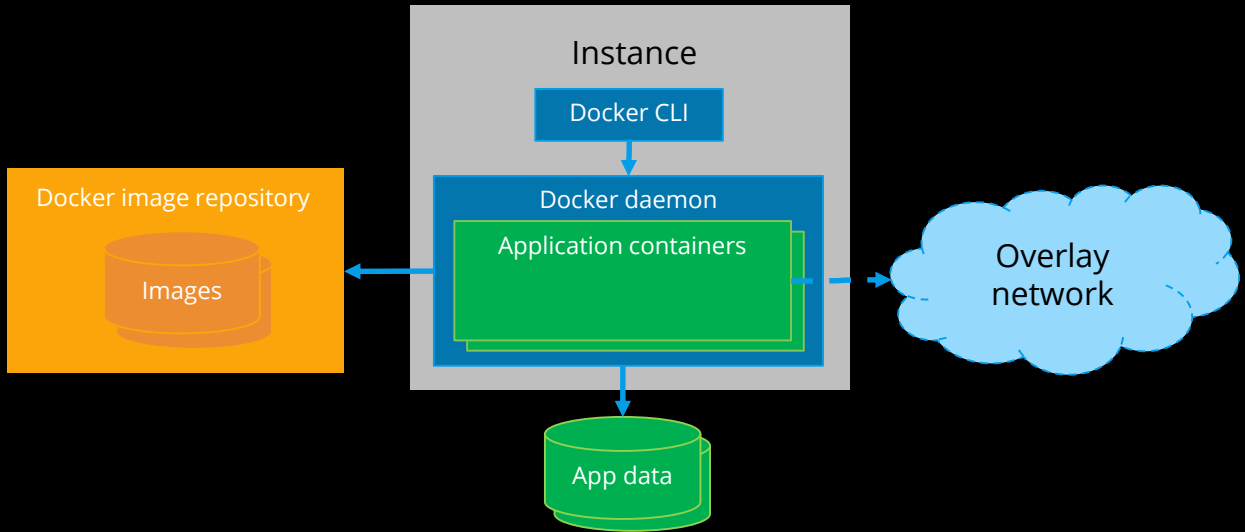 Instance
Docker CLI
Docker image repository
Docker daemon
Application containers
Images
Overlay
network
App data